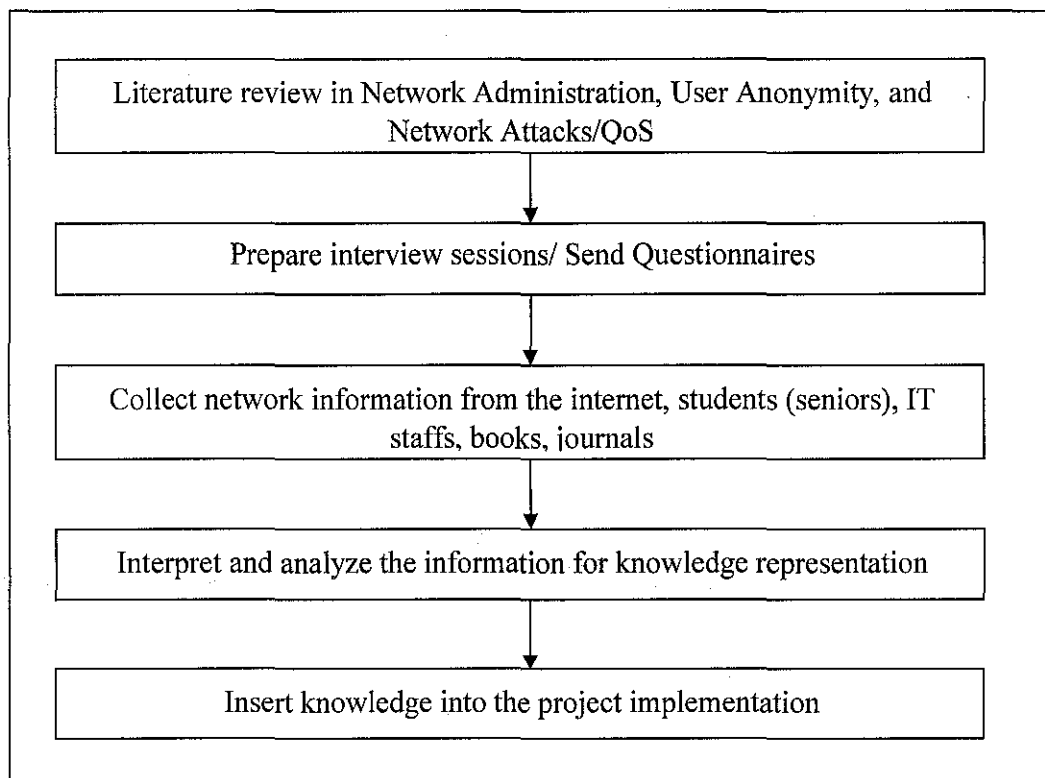 Literature review in Network Administration, User Anonymity, and
Network Attacks/QoS
Prepare interview sessions/ Send Questionnaires
Collect network information from the internet, students (seniors), IT
staffs, books, journals
Interpret and analyze the information for knowledge representation
Insert knowledge into the project implementation